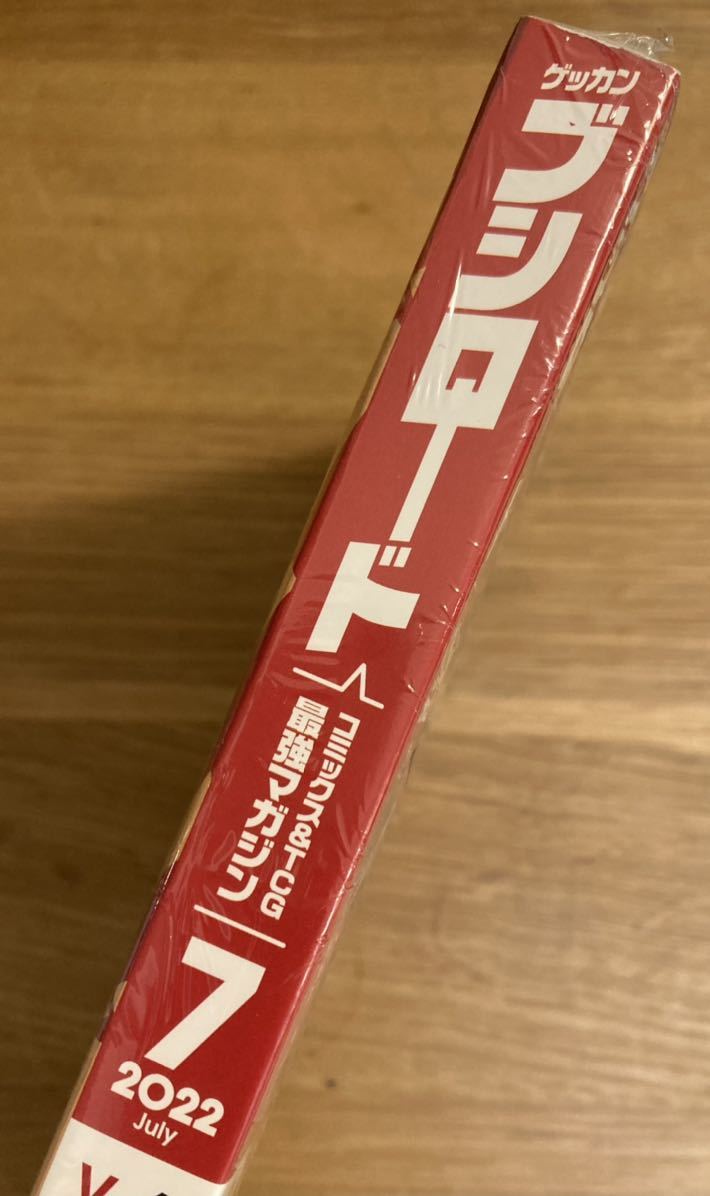 ゲッカン
ブシロード
コミックス&TCG
最強マガジン
7
2022
July